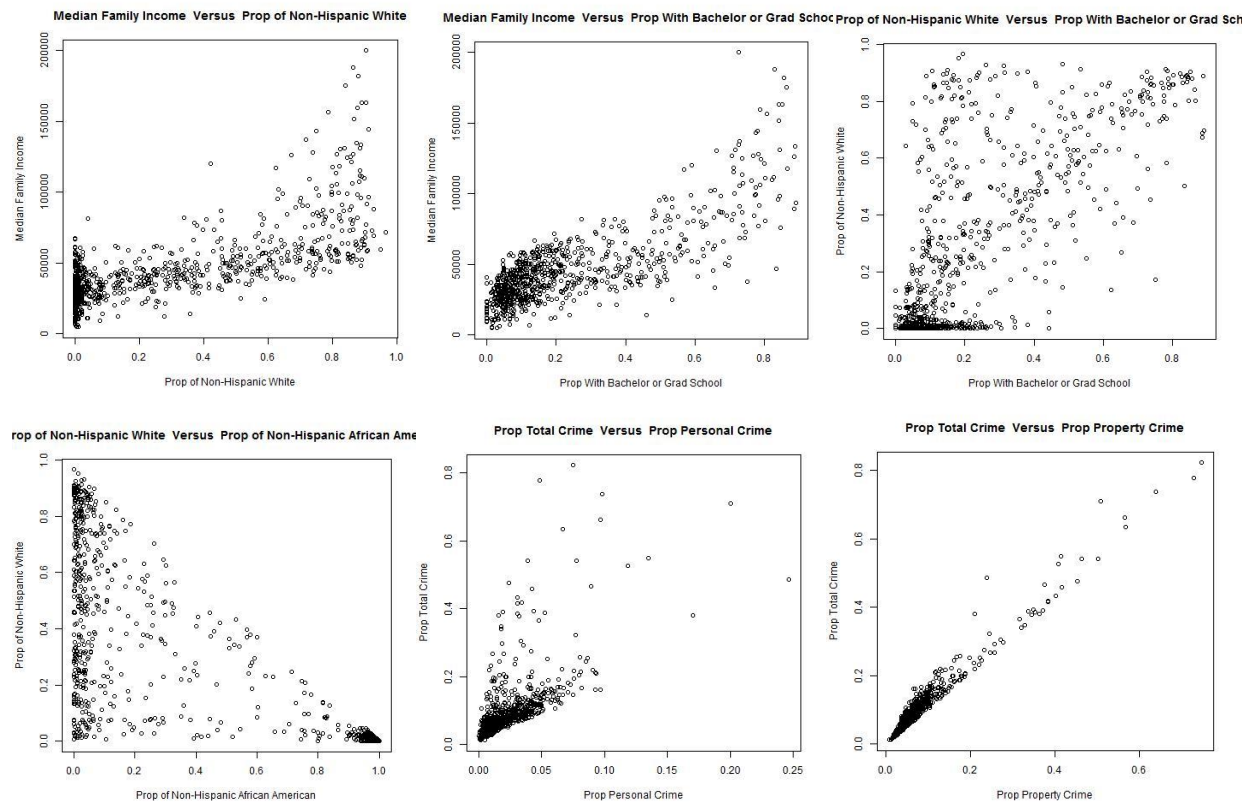 Median Family Income Versus Prop of Non-Hispanic White
200000
150000
100000
50000
0
Median Family Income
0.0 0.2 0.4 0.6 0.8 1.0
Prop of Non-Hispanic White
Median Family Income Versus Prop With Bachelor or Grad Schoo
200000
150000
100000
50000
0
Median Family Income
0.0 0.2 0.4 0.6 0.8
Prop With Bachelor or Grad School
Prop of Non-Hispanic White Versus Prop With Bachelor or Grad Sch
1.0
0.8
0.6
0.4
0.2
0.0
Prop of Non-Hispanic White
0.0 0.2 0.4 0.6 0.8
Prop With Bachelor or Grad School
rop of Non-Hispanic White Versus Prop of Non-Hispanic African Ame
1.0
0.8
0.6
0.4
0.2
0.0
Prop of Non-Hispanic White
0.0 0.2 0.4 0.6 0.8 1.0
Prop of Non-Hispanic African American
Prop Total Crime Versus Prop Personal Crime
0.8
0.6
0.4
0.2
0.0
Prop Total Crime
0.00 0.05 0.10 0.15 0.20 0.25
Prop Personal Crime
Prop Total Crime Versus Prop Property Crime
0.8
0.6
0.4
0.2
0.0
Prop Total Crime
0.0 0.2 0.4 0.6
Prop Property Crime